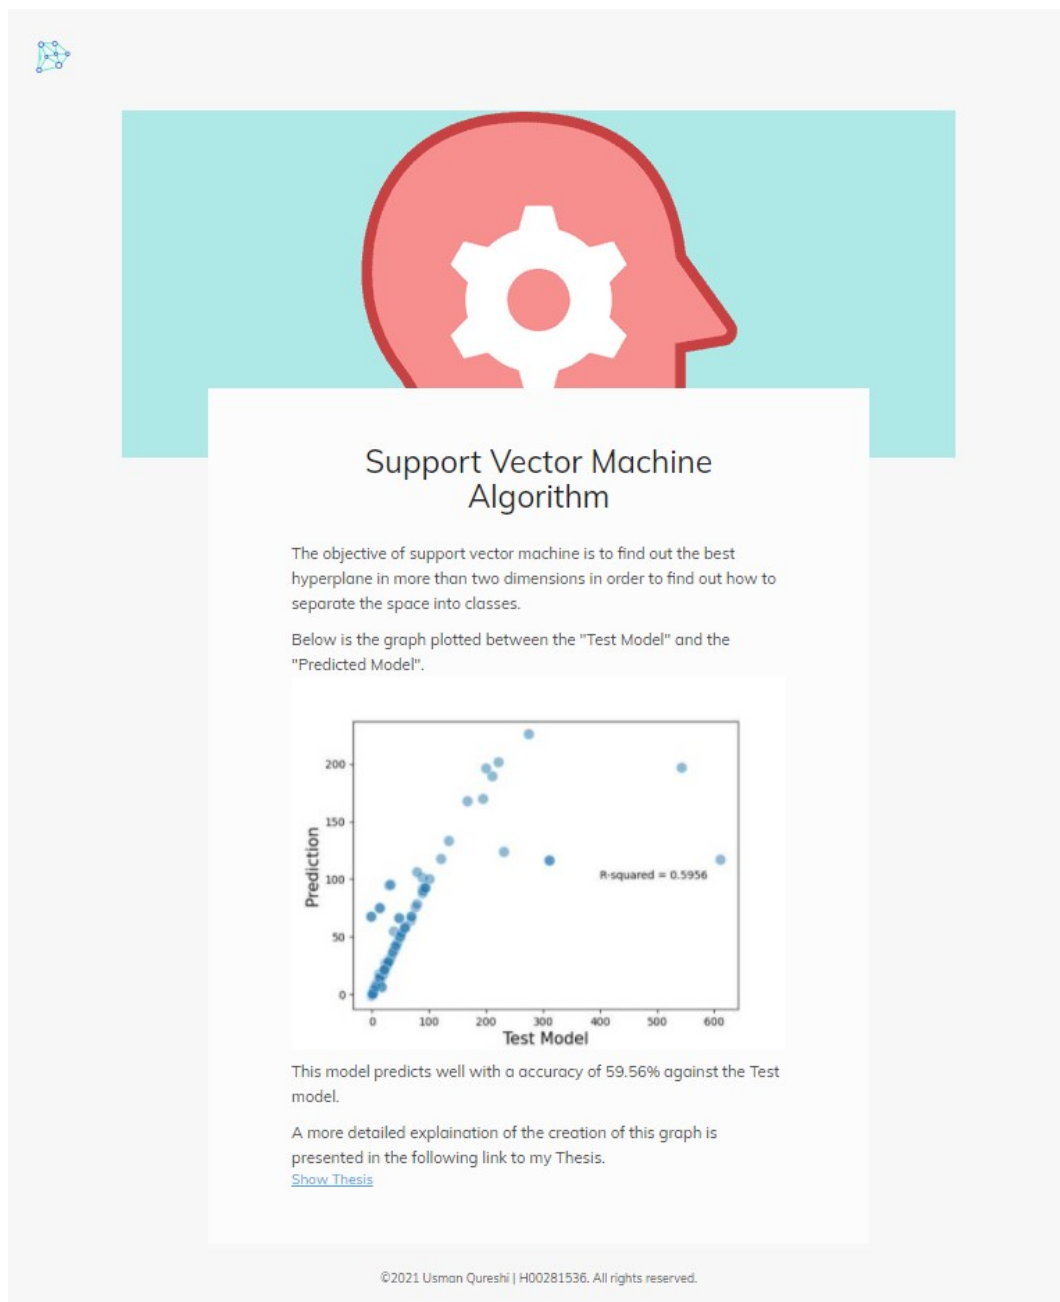 Support Vector Machine
Algorithm
The objective of support vector machine is to find out the best
hyperplane in more than two dimensions in order to find out how to
separate the space into classes.
Below is the graph plotted between the "Test Model" and the
"Predicted Model".
200
150
100
50
0
Prediction
R-squared = 0.5956
0 100 200 300 400 500 600
Test Model
This model predicts well with a accuracy of 59.56% against the Test
model.
A more detailed explaination of the creation of this graph is
presented in the following link to my Thesis.
Show Thesis
©2021 Usman Qureshi | H00281536. All rights reserved.